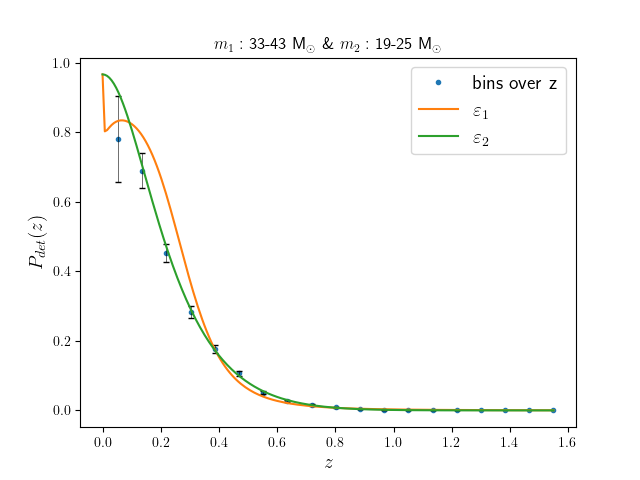 m₁ : 33-43 M☉ & m₂ : 19-25 M☉
1.0
0.8
0.6
0.4
0.2
0.0
P_det(z)
bins over z
ε₁
ε₂
0.0 0.2 0.4 0.6 0.8 1.0 1.2 1.4 1.6
z